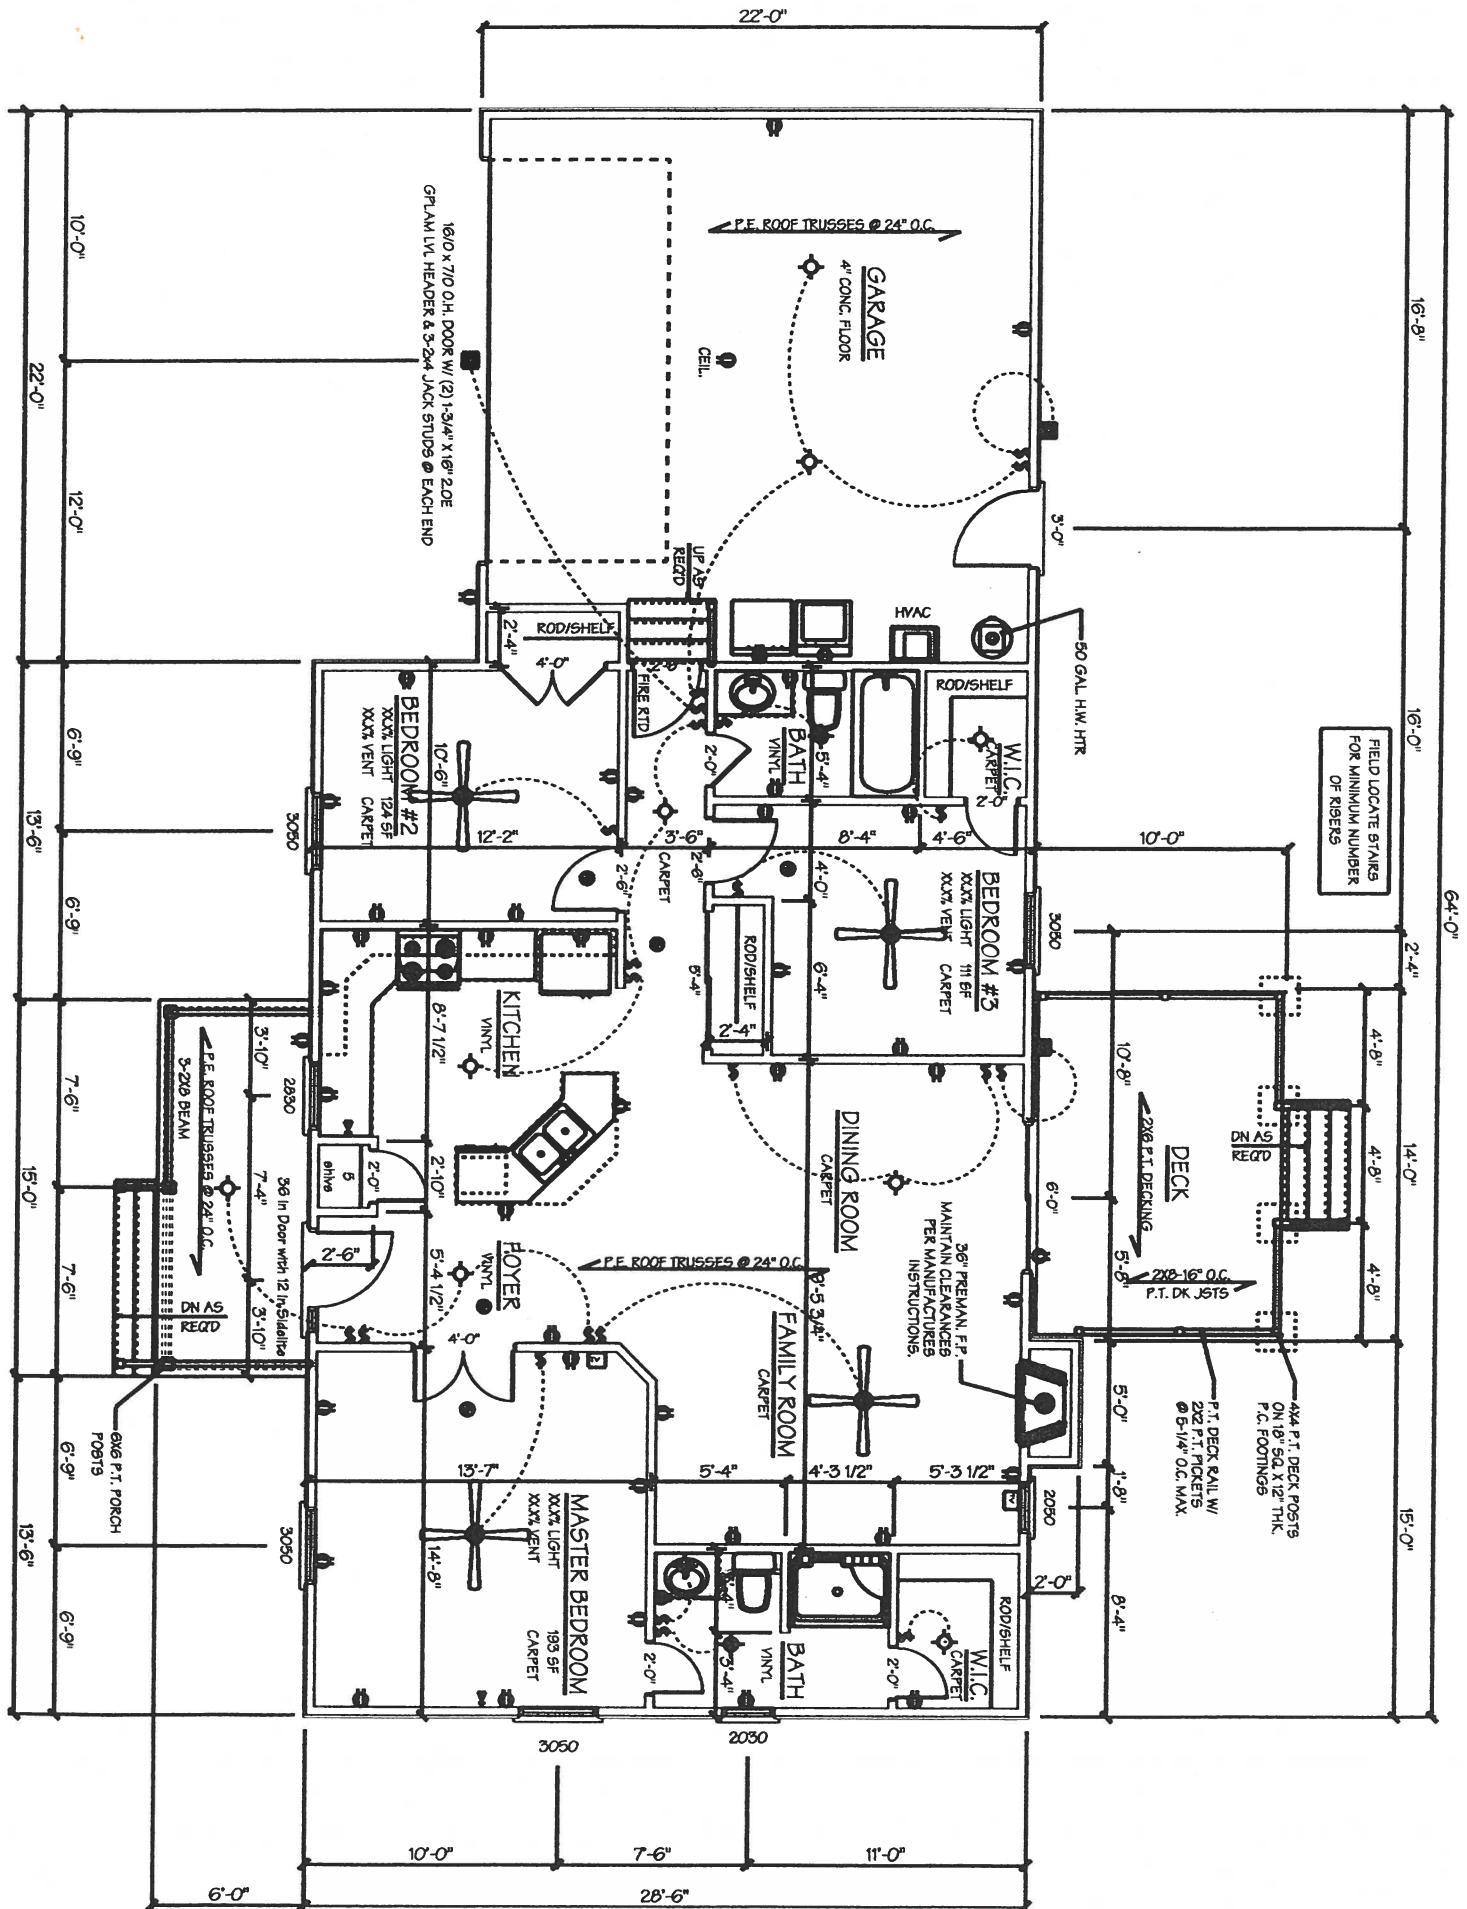 22'-0"
64'-0"
16'-8"
16'-0"
2'-4"
14'-0"
15'-0"
FIELD LOCATE STAIRS
FOR MINIMUM NUMBER
OF RISERS
4'-8"
4'-8"
4'-8"
10'-0"
10'-8"
5'-8"
5'-0"
1'-8"
8'-4"
2'-0"
DECK
2X6 P.T. DECKING
2X8-16" O.C.
P.T. DK JSTS
DN AS
REQ'D
6'-0"
4X4 P.T. DECK POSTS
ON 18" SQ. X 12" THK.
P.C. FOOTINGS
P.T. DECK RAIL W/
2X2 P.T. PICKETS
@ 5-1/4" O.C. MAX.
3'-0"
50 GAL H.W. HTR
HVAC
GARAGE
4" CONC. FLOOR
P.E. ROOF TRUSSES @ 24" O.C.
CEIL.
UP AS
REQ'D
16/0 x 7/0 O.H. DOOR W/ (2) 1-3/4" X 16" 2.0E
GPLAM LVL HEADER & 3-2x4 JACK STUDS @ EACH END
ROD/SHELF
2'-4"
4'-0"
FIRE RTD
BATH
VINYL
2'-0"
5'-4"
ROD/SHELF
W.I.C.
CARPET
2'-0"
BEDROOM #2
XX.X% LIGHT 124 SF
XX.X% VENT CARPET
10'-6"
12'-2"
3'-6"
8'-4"
4'-6"
CARPET
2'-6"
2'-6"
4'-0"
3050
3050
BEDROOM #3
XX.X% LIGHT 111 SF
XX.X% VENT CARPET
ROD/SHELF
5'-4"
6'-4"
2'-4"
KITCHEN
VINYL
8'-7 1/2"
2830
5
shlvs
2'-0"
2'-10"
DINING ROOM
CARPET
36" PREMAN. F.P.
MAINTAIN CLEARANCES
PER MANUFACTURES
INSTRUCTIONS.
P.E. ROOF TRUSSES @ 24" O.C.
FOYER
VINYL
5'-4 1/2"
2'-6"
36 in Door with 12 in Sidelite
4'-0"
FAMILY ROOM
CARPET
P.E. ROOF TRUSSES @ 24" O.C.
3-2X8 BEAM
3'-10"
7'-4"
3'-10"
DN AS
REQ'D
6X6 P.T. PORCH
POSTS
13'-7"
5'-4"
4'-3 1/2"
5'-3 1/2"
2050
MASTER BEDROOM
XX.X% LIGHT 193 SF
XX.X% VENT CARPET
14'-8"
3050
3050
BATH
VINYL
3'-4"
2'-0"
2'-0"
ROD/SHELF
W.I.C.
CARPET
2030
10'-0"
12'-0"
6'-9"
6'-9"
7'-6"
7'-6"
6'-9"
6'-9"
22'-0"
13'-6"
15'-0"
13'-6"
10'-0"
7'-6"
11'-0"
6'-0"
28'-6"